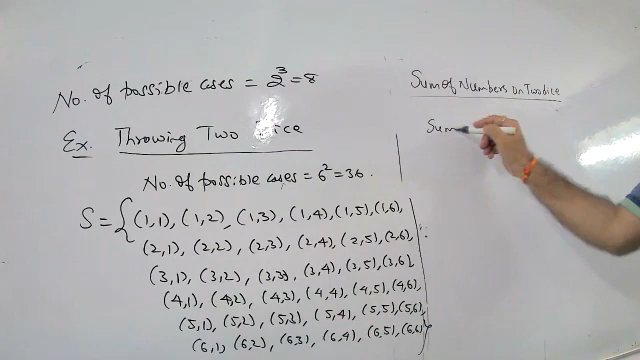 No. of possible cases = 2³ = 8
Ex. Throwing Two Dice
No. of possible cases = 6² = 36.
S = { (1,1), (1,2), (1,3), (1,4), (1,5), (1,6),
(2,1), (2,2), (2,3), (2,4), (2,5), (2,6),
(3,1), (3,2), (3,3), (3,4), (3,5), (3,6),
(4,1), (4,2), (4,3), (4,4), (4,5), (4,6),
(5,1), (5,2), (5,3), (5,4), (5,5), (5,6),
(6,1), (6,2), (6,3), (6,4), (6,5), (6,6) }
Sum of Numbers on Two dice
Sum